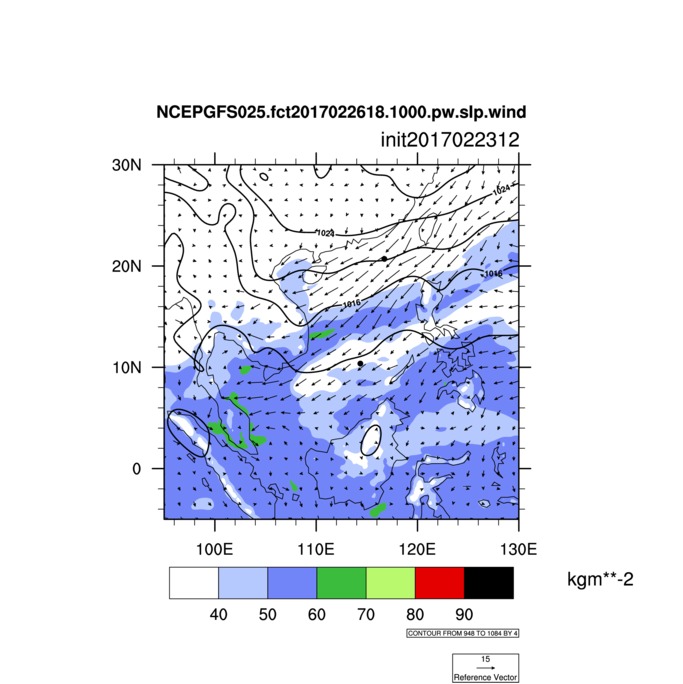 NCEPGFS025.fct2017022618.1000.pw.slp.wind
init2017022312
30N
1024
1024
20N
1016
1016
10N
0
100E 110E 120E 130E
kgm**-2
40 50 60 70 80 90
CONTOUR FROM 948 TO 1084 BY 4
15
Reference Vector